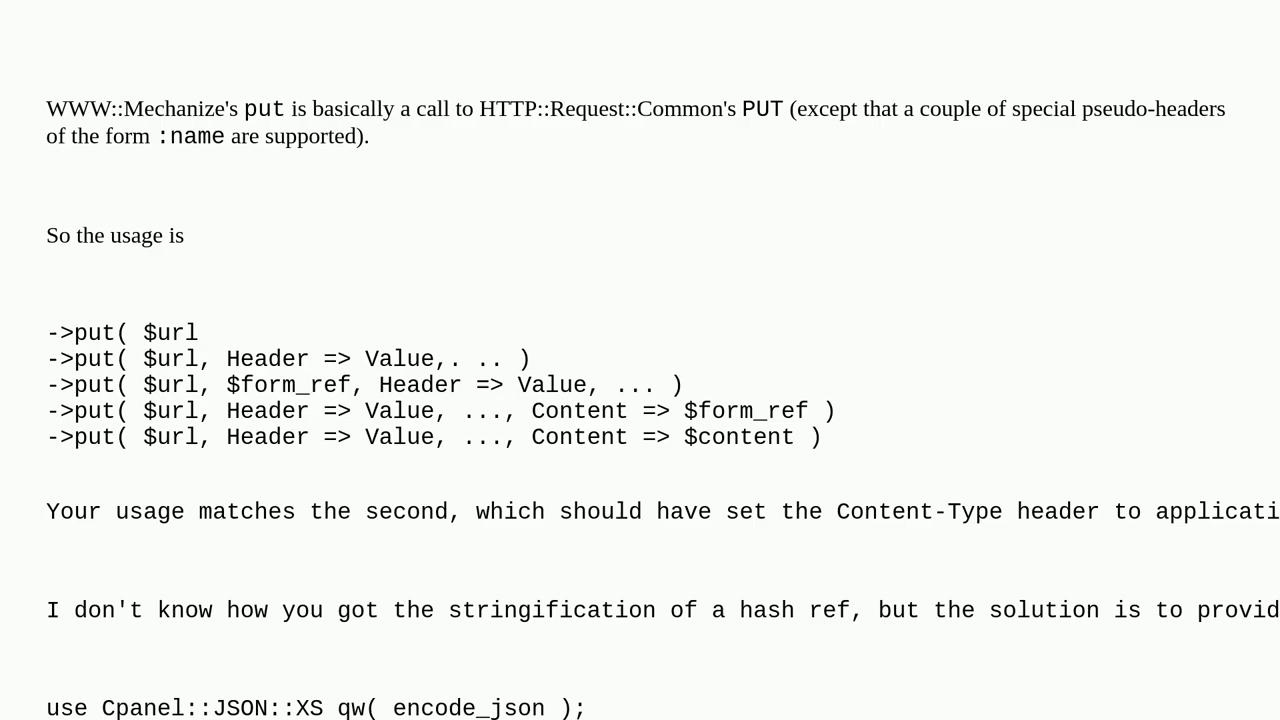 WWW::Mechanize's put is basically a call to HTTP::Request::Common's PUT (except that a couple of special pseudo-headers
of the form :name are supported).
So the usage is
->put( $url
->put( $url, Header => Value,. .. )
->put( $url, $form_ref, Header => Value, ... )
->put( $url, Header => Value, ..., Content => $form_ref )
->put( $url, Header => Value, ..., Content => $content )
Your usage matches the second, which should have set the Content-Type header to applicati
I don't know how you got the stringification of a hash ref, but the solution is to provid
use Cpanel::JSON::XS qw( encode_json );